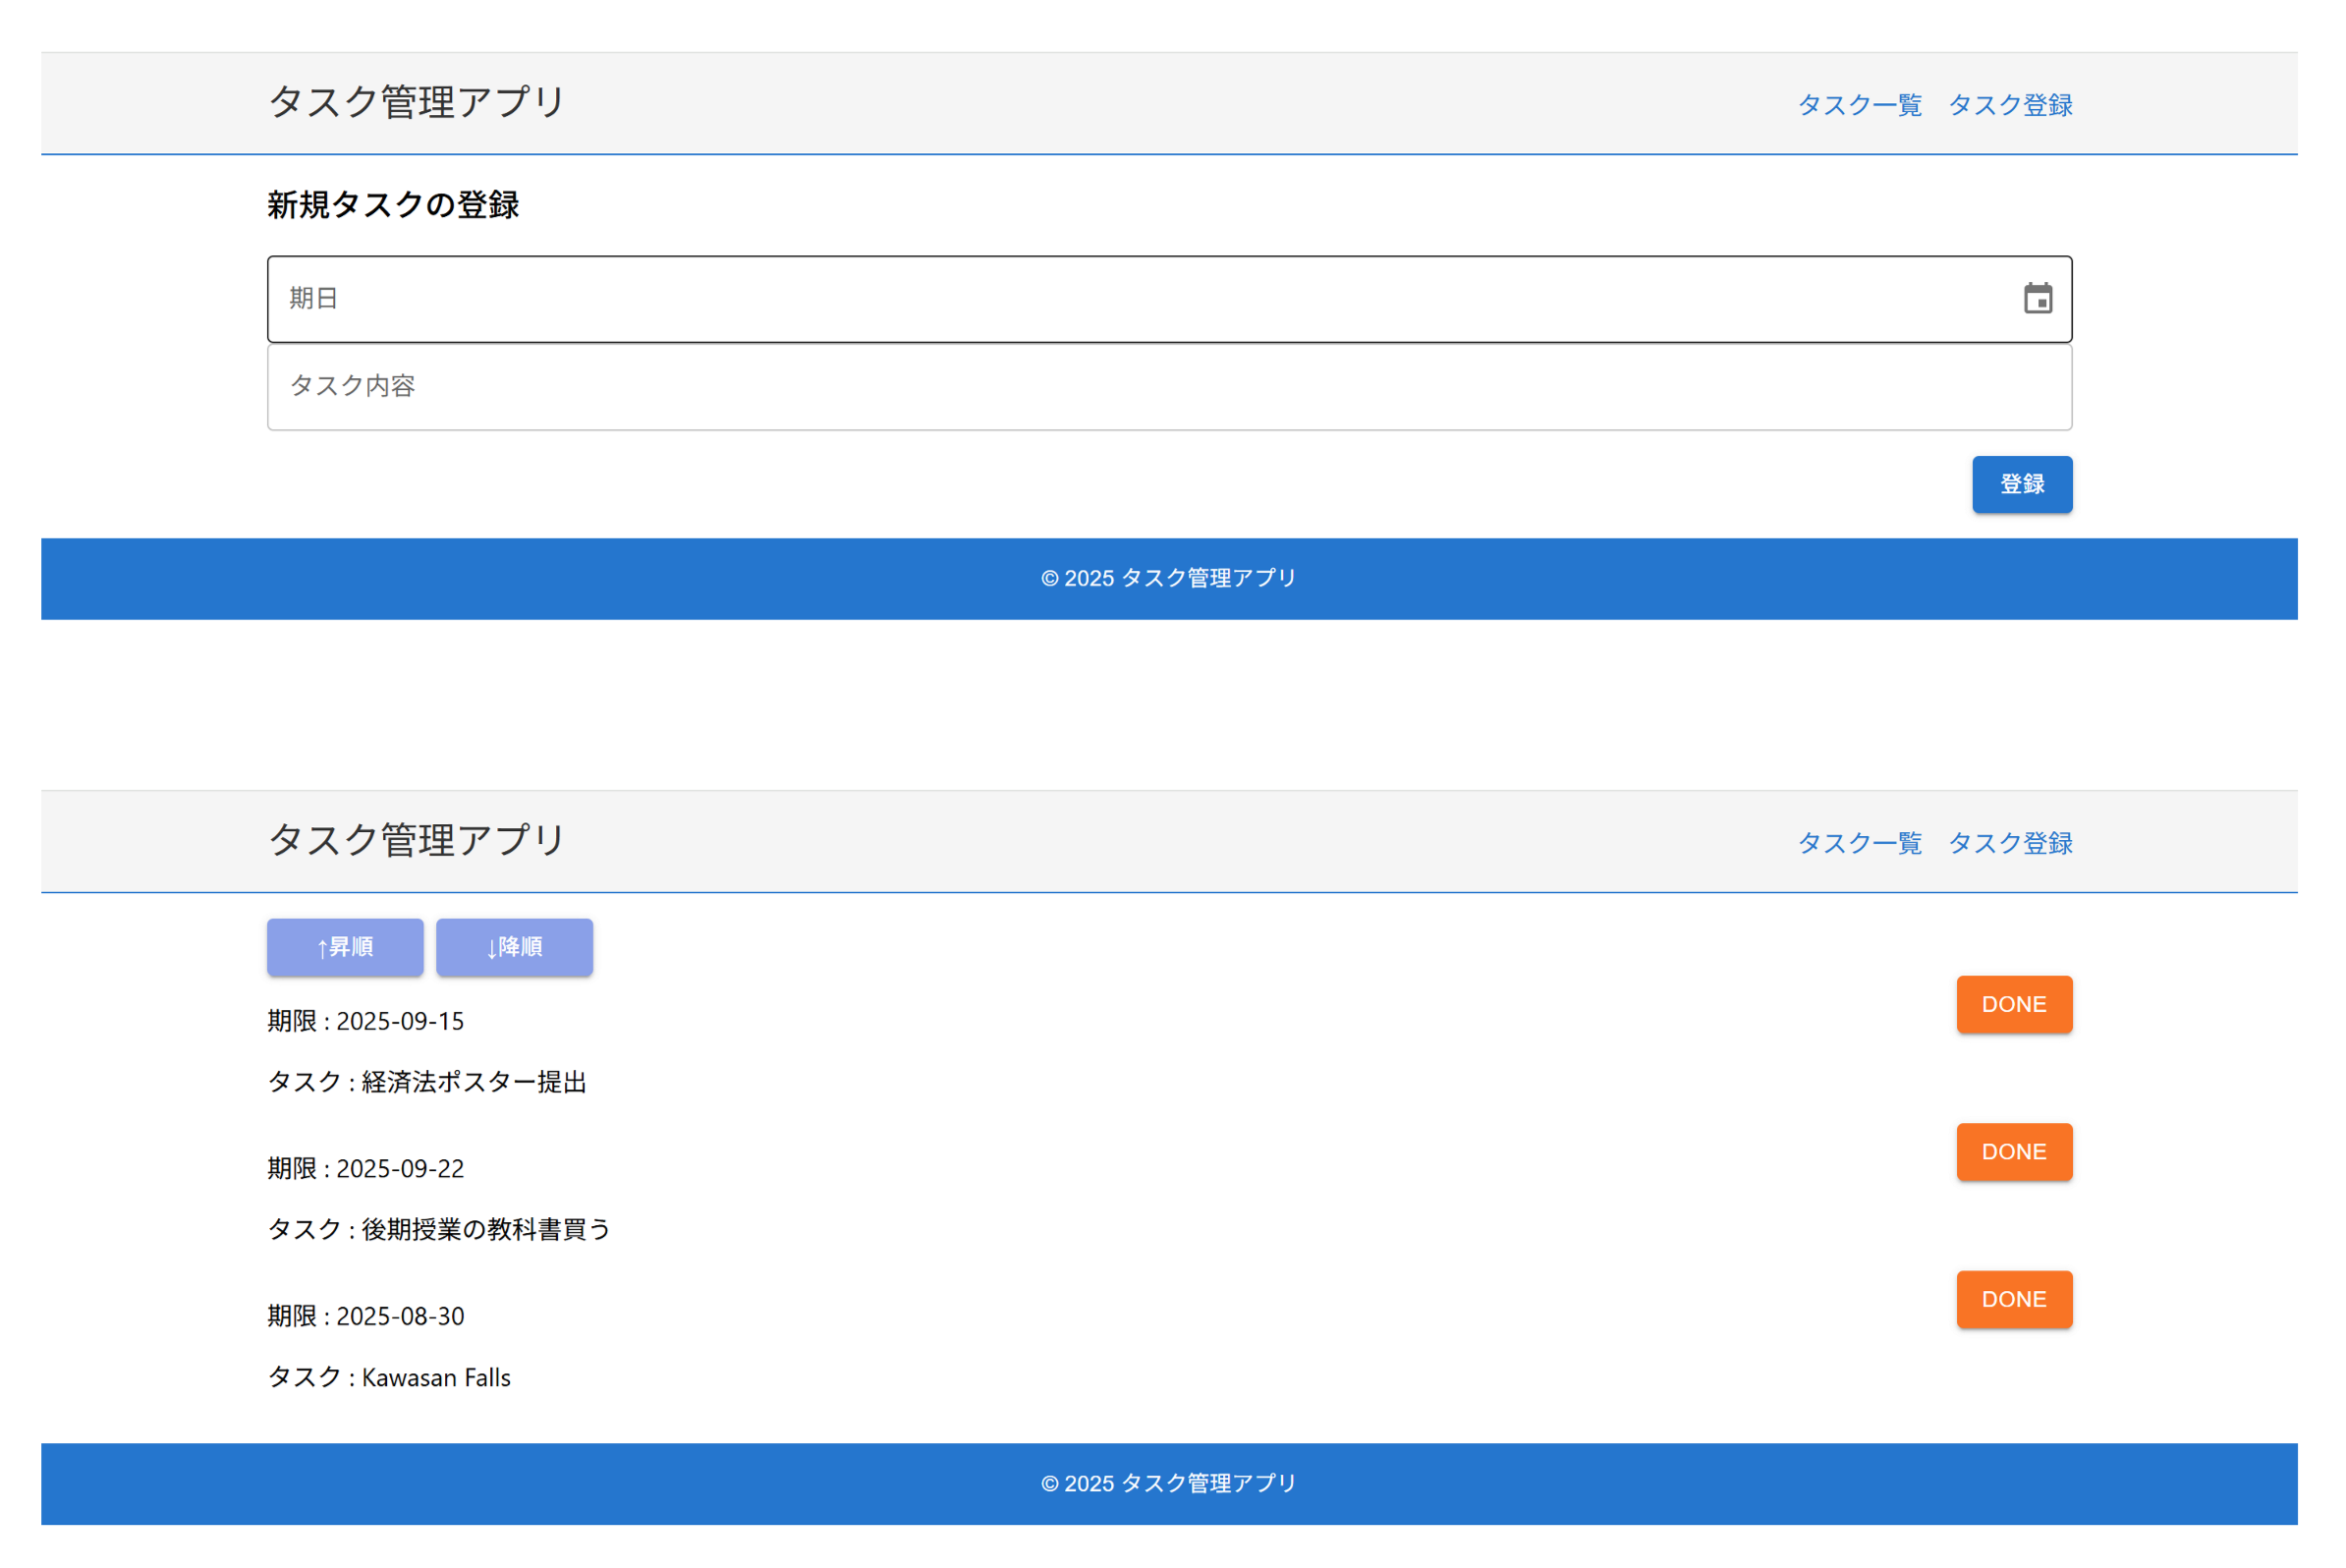 タスク管理アプリ
タスク一覧 タスク登録
新規タスクの登録
期日
タスク内容
登録
© 2025 タスク管理アプリ
タスク管理アプリ
タスク一覧 タスク登録
↑昇順 ↓降順
期限 : 2025-09-15
DONE
タスク : 経済法ポスター提出
期限 : 2025-09-22
DONE
タスク : 後期授業の教科書買う
期限 : 2025-08-30
DONE
タスク : Kawasan Falls
© 2025 タスク管理アプリ